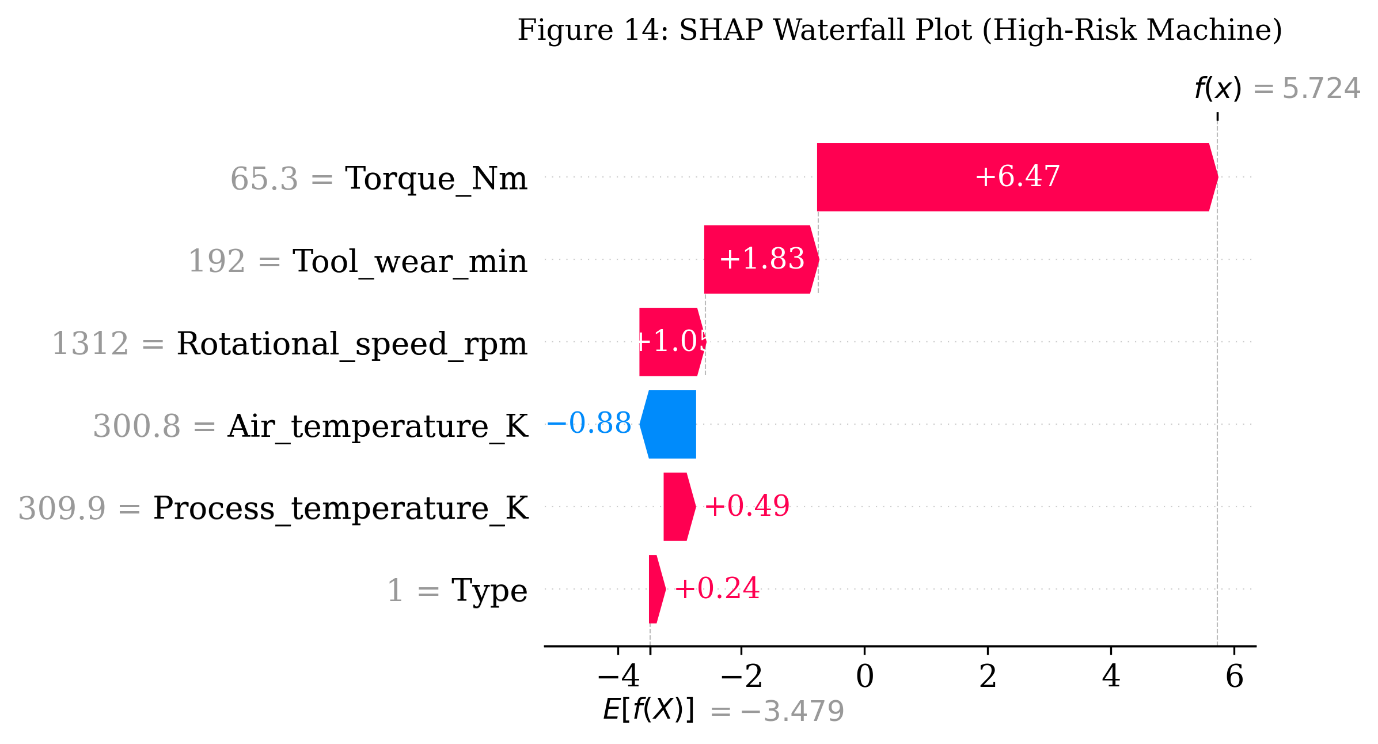 Figure 14: SHAP Waterfall Plot (High-Risk Machine)
f(x) = 5.724
65.3 = Torque_Nm +6.47
192 = Tool_wear_min +1.83
1312 = Rotational_speed_rpm +1.05
300.8 = Air_temperature_K −0.88
309.9 = Process_temperature_K +0.49
1 = Type +0.24
−4 −2 0 2 4 6
E[f(X)] = −3.479